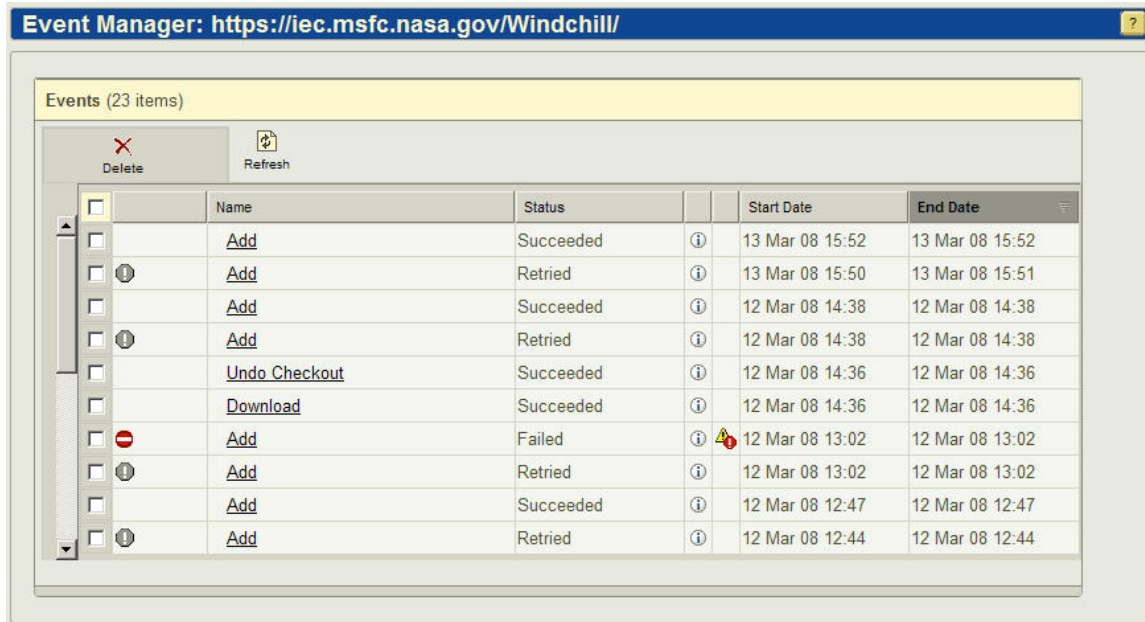 Event Manager: https://iec.msfc.nasa.gov/Windchill/ ?
Events (23 items)
Delete Refresh
Name Status Start Date End Date
Add Succeeded 13 Mar 08 15:52 13 Mar 08 15:52
Add Retried 13 Mar 08 15:50 13 Mar 08 15:51
Add Succeeded 12 Mar 08 14:38 12 Mar 08 14:38
Add Retried 12 Mar 08 14:38 12 Mar 08 14:38
Undo Checkout Succeeded 12 Mar 08 14:36 12 Mar 08 14:36
Download Succeeded 12 Mar 08 14:36 12 Mar 08 14:36
Add Failed 12 Mar 08 13:02 12 Mar 08 13:02
Add Retried 12 Mar 08 13:02 12 Mar 08 13:02
Add Succeeded 12 Mar 08 12:47 12 Mar 08 12:47
Add Retried 12 Mar 08 12:44 12 Mar 08 12:44